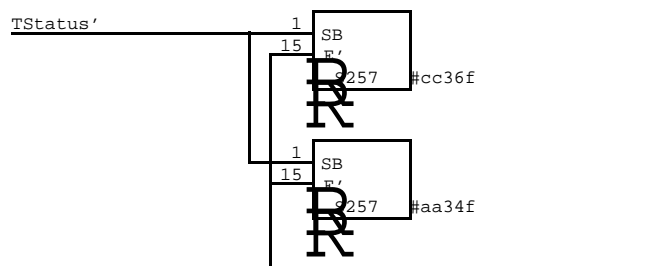 TStatus’ 1
SB
15
E’
R
S257 #cc36f
R
1
SB
15
E’
R
S257 #aa34f
R